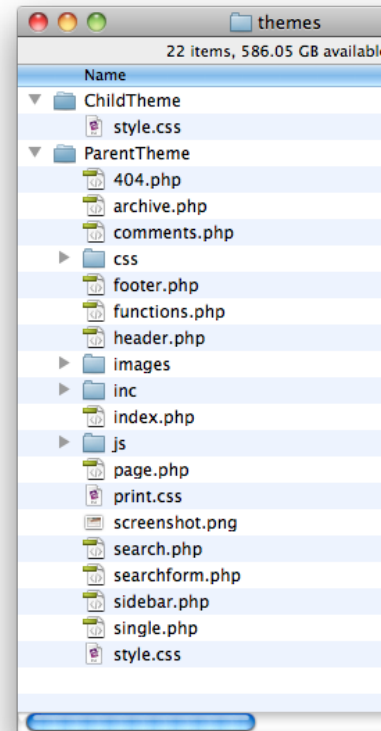 themes
22 items, 586.05 GB available
Name
ChildTheme
style.css
ParentTheme
404.php
archive.php
comments.php
css
footer.php
functions.php
header.php
images
inc
index.php
js
page.php
print.css
screenshot.png
search.php
searchform.php
sidebar.php
single.php
style.css